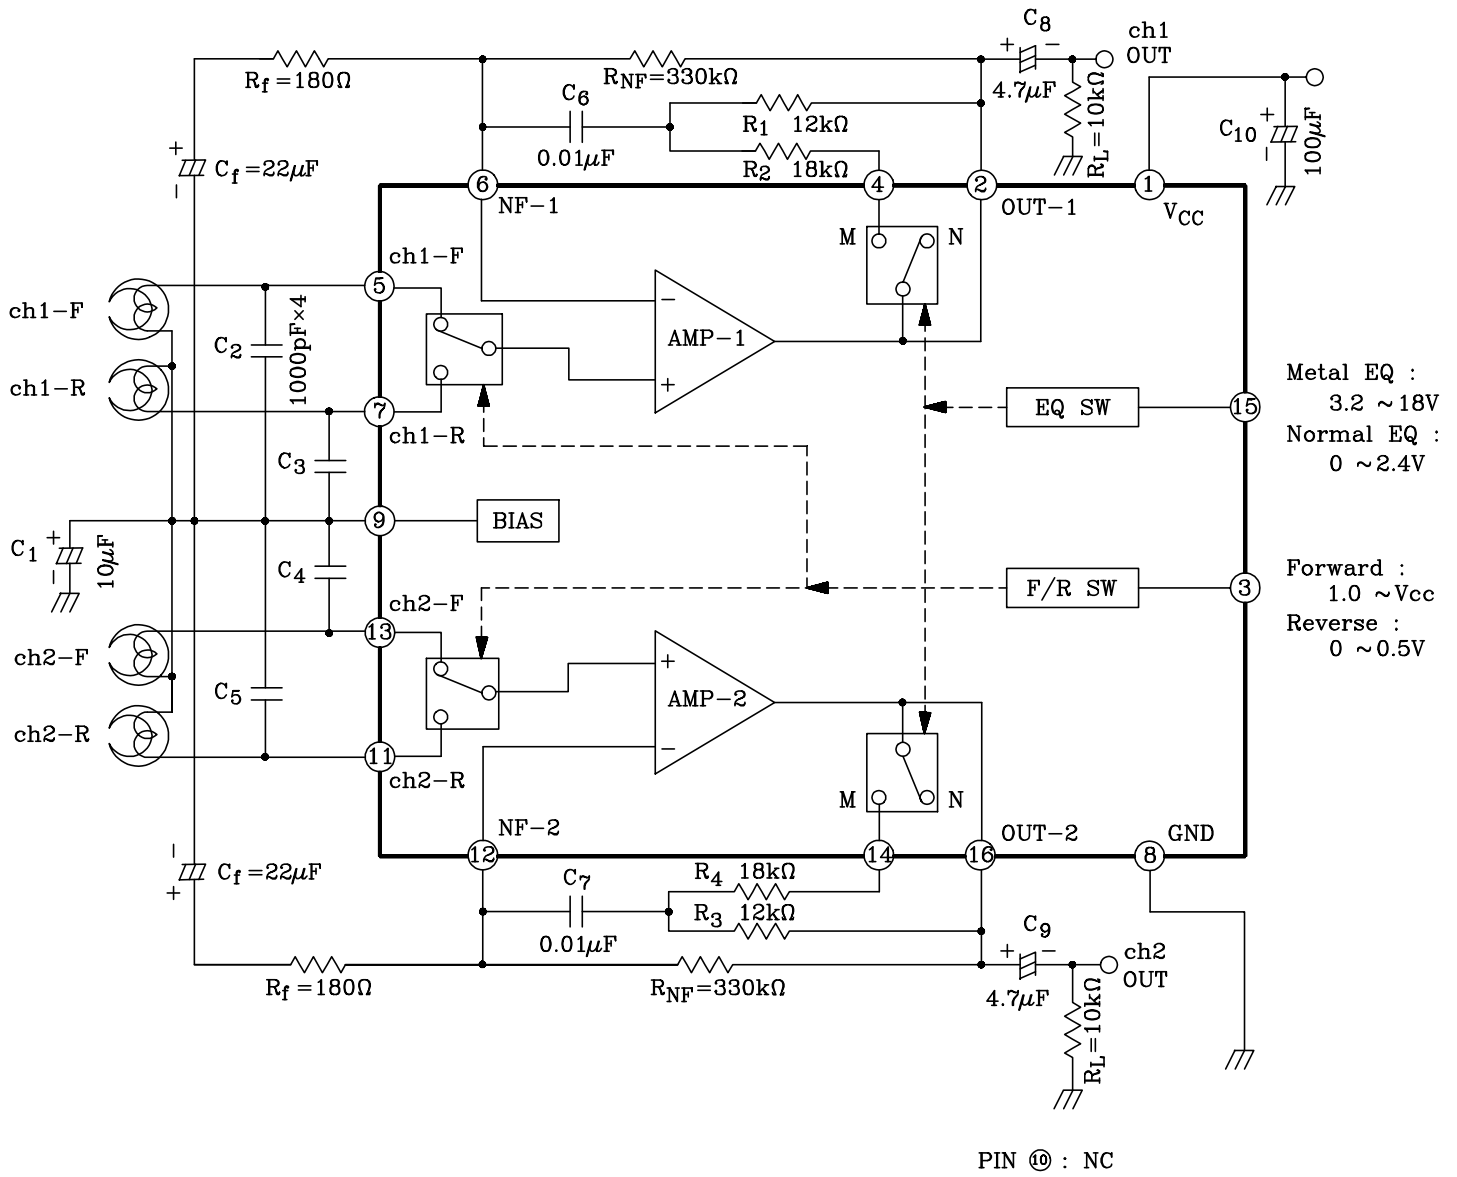 C8
ch1
OUT
+ −
Rf=180Ω
RNF=330kΩ
4.7μF
RL=10kΩ
C6
R1 12kΩ
0.01μF
R2 18kΩ
C10
+
−
100μF
+
Cf=22μF
−
6
4
2
1
NF-1
OUT-1
VCC
M
N
ch1-F
5
ch1-F
−
AMP-1
+
C2
1000pF×4
ch1-R
7
ch1-R
EQ SW
15
Metal EQ :
3.2 ~18V
Normal EQ :
0 ~2.4V
C3
9
BIAS
C1
+
−
10μF
C4
F/R SW
3
Forward :
1.0 ~Vcc
Reverse :
0 ~0.5V
ch2-F
13
ch2-F
+
AMP-2
−
C5
ch2-R
11
ch2-R
M
N
NF-2
OUT-2
GND
12
14
16
8
−
Cf=22μF
+
C7
R4 18kΩ
R3 12kΩ
0.01μF
C9
+ −
ch2
OUT
Rf=180Ω
RNF=330kΩ
4.7μF
RL=10kΩ
PIN ⑩ : NC